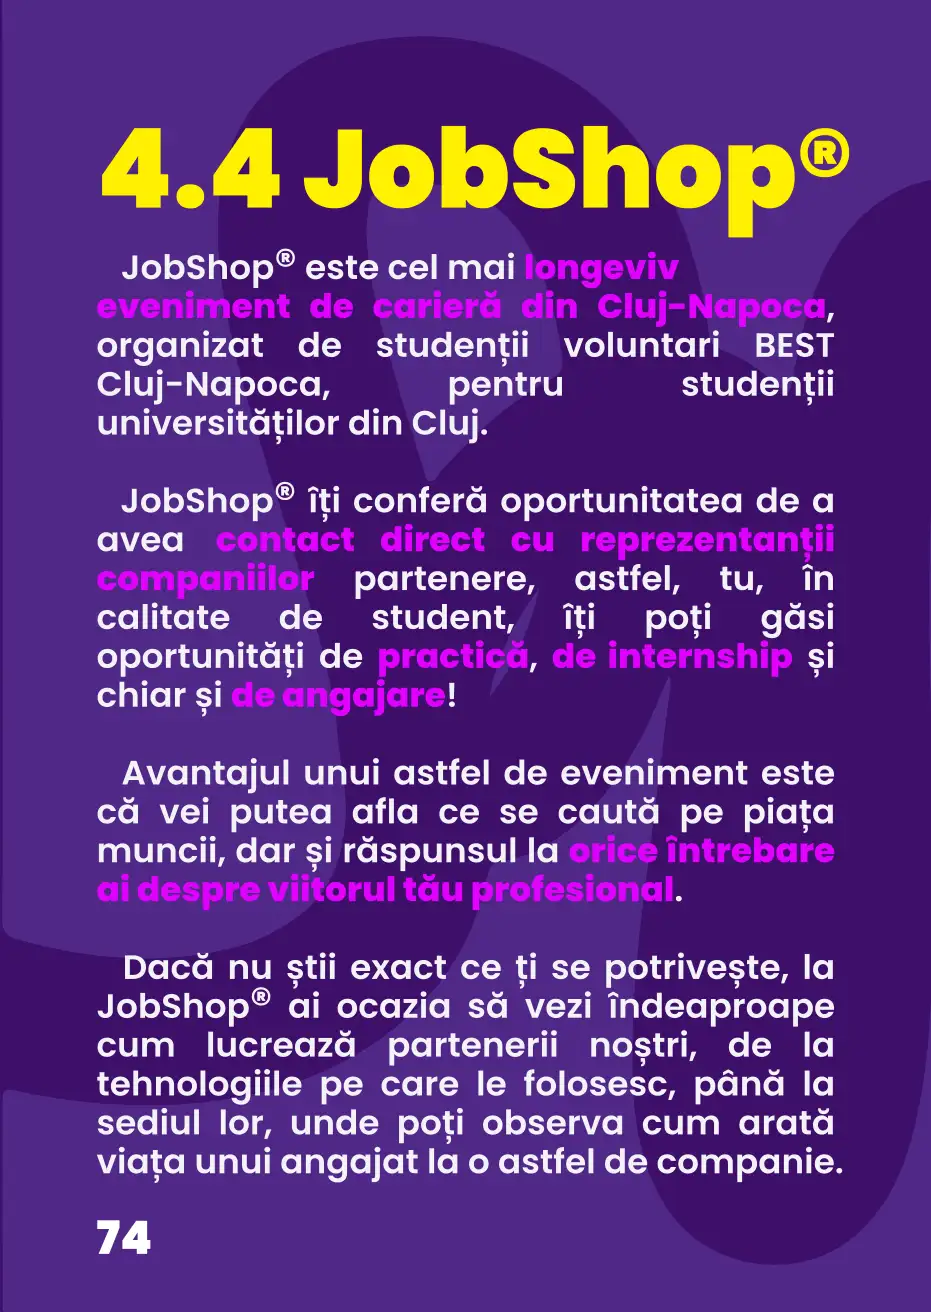 4.4 JobShop®
JobShop® este cel mai longeviv
eveniment de carieră din Cluj-Napoca,
organizat de studenții voluntari BEST
Cluj-Napoca, pentru studenții
universităților din Cluj.
JobShop® îți conferă oportunitatea de a
avea contact direct cu reprezentanții
companiilor partenere, astfel, tu, în
calitate de student, îți poți găsi
oportunități de practică, de internship și
chiar și de angajare!
Avantajul unui astfel de eveniment este
că vei putea afla ce se caută pe piața
muncii, dar și răspunsul la orice întrebare
ai despre viitorul tău profesional.
Dacă nu știi exact ce ți se potrivește, la
JobShop® ai ocazia să vezi îndeaproape
cum lucrează partenerii noștri, de la
tehnologiile pe care le folosesc, până la
sediul lor, unde poți observa cum arată
viața unui angajat la o astfel de companie.
74